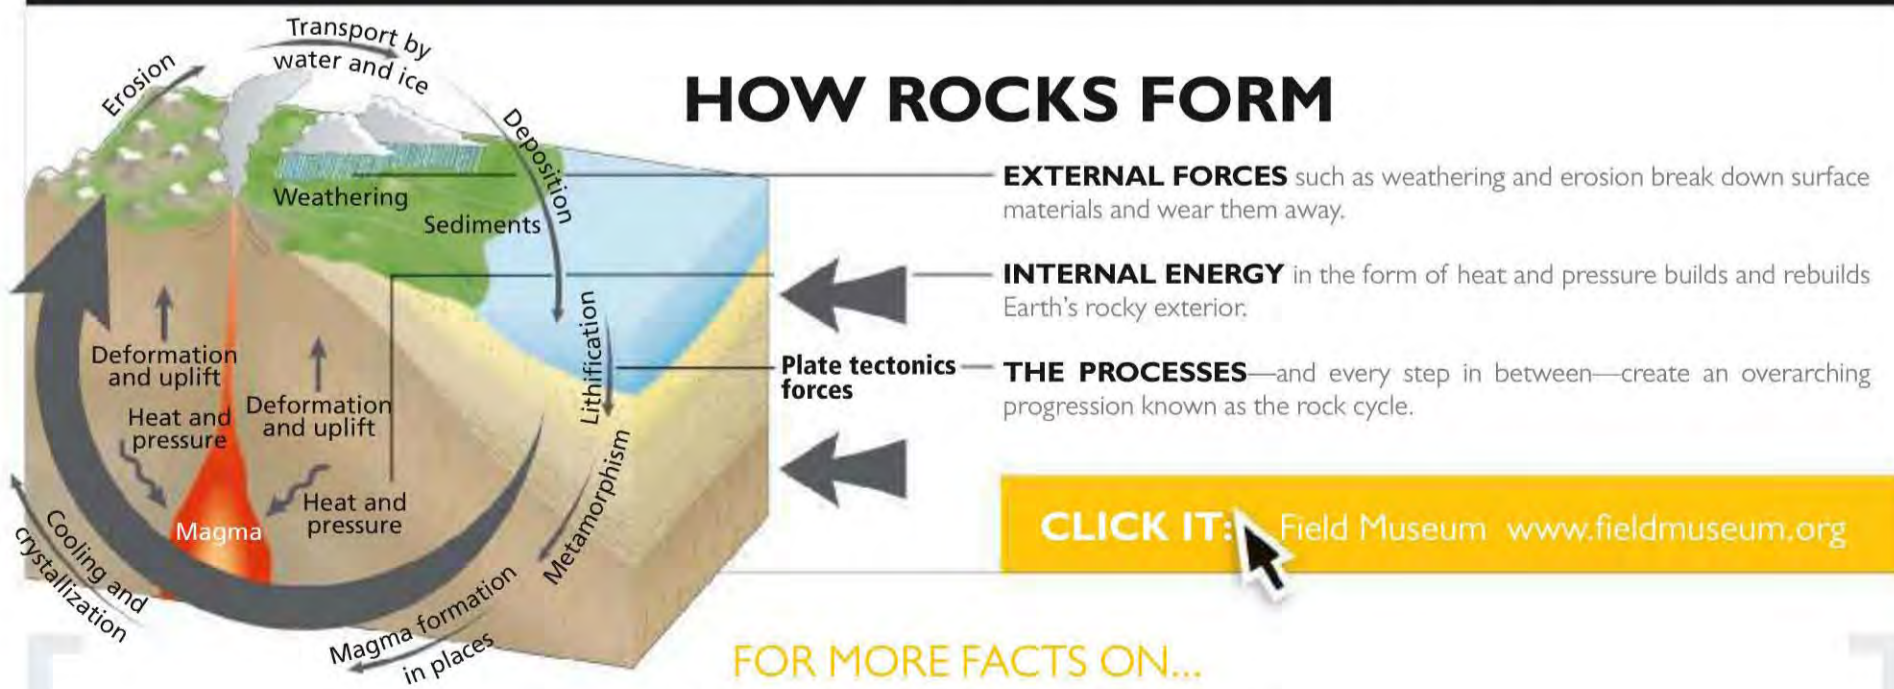 HOW ROCKS FORM
Erosion
Transport by
water and ice
Deposition
Weathering
Sediments
Lithification
Deformation
and uplift
Deformation
and uplift
Heat and
pressure
Heat and
pressure
Magma
Metamorphism
Magma formation
in places
Cooling and
crystallization
Plate tectonics
forces
EXTERNAL FORCES such as weathering and erosion break down surface
materials and wear them away.
INTERNAL ENERGY in the form of heat and pressure builds and rebuilds
Earth's rocky exterior.
THE PROCESSES—and every step in between—create an overarching
progression known as the rock cycle.
CLICK IT: Field Museum www.fieldmuseum.org
FOR MORE FACTS ON...